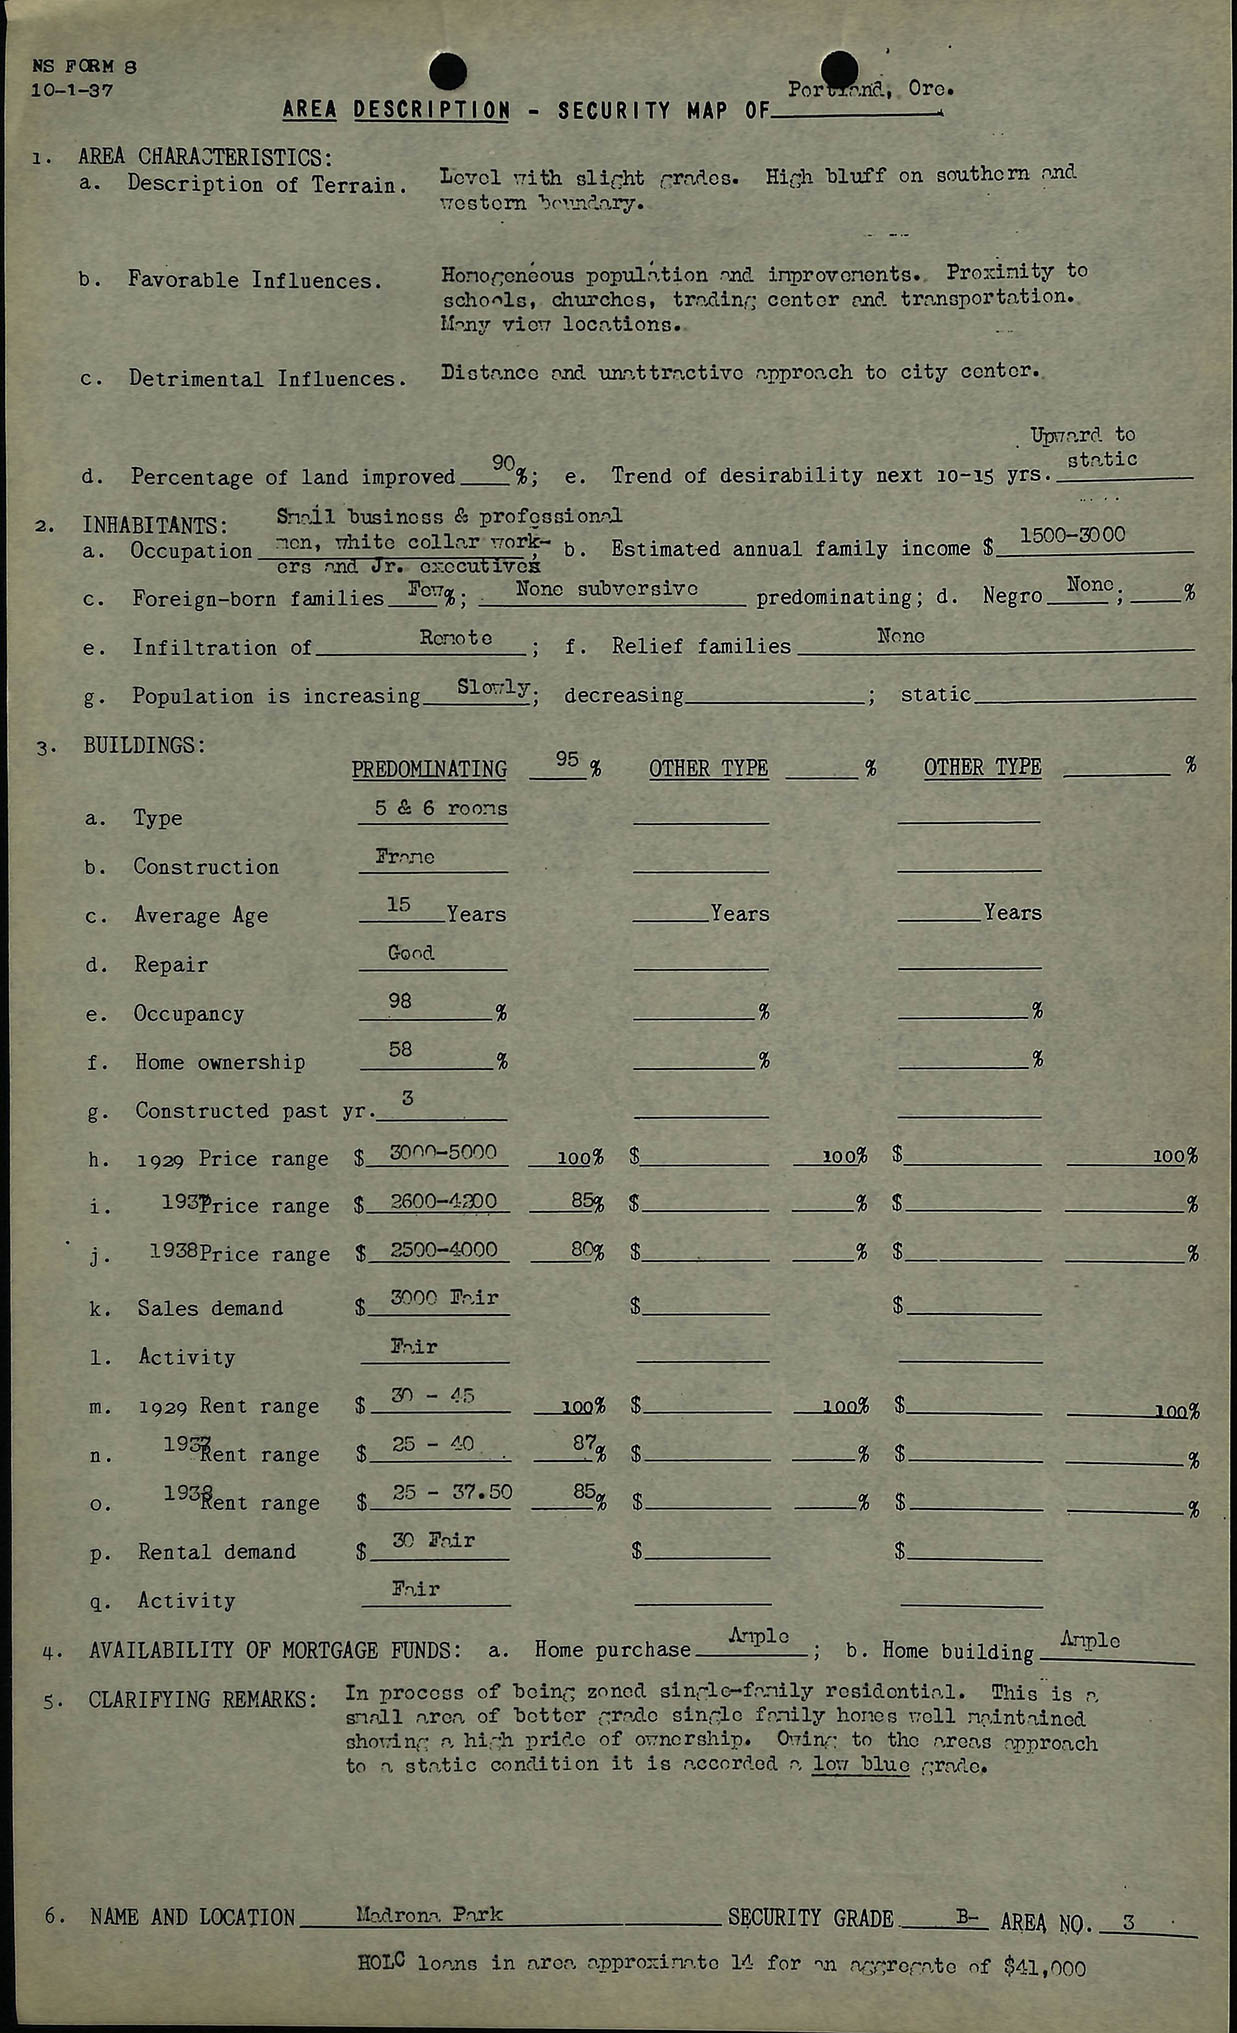 NS FORM 8
10-1-37
Portland, Ore.
AREA DESCRIPTION - SECURITY MAP OF
1. AREA CHARACTERISTICS:
a. Description of Terrain. Level with slight grades. High bluff on southern and
western boundary.
b. Favorable Influences. Homogeneous population and improvements. Proximity to
schools, churches, trading center and transportation.
Many view locations.
c. Detrimental Influences. Distance and unattractive approach to city center.
Upward to
d. Percentage of land improved 90%; e. Trend of desirability next 10-15 yrs. static
2. INHABITANTS: Small business & professional
a. Occupation men, white collar work- b. Estimated annual family income $ 1500-3000
ers and Jr. executives
c. Foreign-born families Few%; None subversive predominating; d. Negro None; %
e. Infiltration of Remote; f. Relief families None
g. Population is increasing Slowly; decreasing ; static
3. BUILDINGS:
PREDOMINATING 95 % OTHER TYPE % OTHER TYPE %
a. Type 5 & 6 rooms
b. Construction Frame
c. Average Age 15 Years Years Years
d. Repair Good
e. Occupancy 98 % % %
f. Home ownership 58 % % %
g. Constructed past yr. 3
h. 1929 Price range $ 3000-5000 100% $ 100% $ 100%
i. 1937 Price range $ 2600-4200 85% $ % $ %
j. 1938 Price range $ 2500-4000 80% $ % $ %
k. Sales demand $ 3000 Fair $ $
l. Activity Fair
m. 1929 Rent range $ 30 - 45 100% $ 100% $ 100%
n. 1937 Rent range $ 25 - 40 87% $ % $ %
o. 1938 Rent range $ 25 - 37.50 85% $ % $ %
p. Rental demand $ 30 Fair $ $
q. Activity Fair
4. AVAILABILITY OF MORTGAGE FUNDS: a. Home purchase Ample; b. Home building Ample
5. CLARIFYING REMARKS: In process of being zoned single-family residential. This is a
small area of better grade single family homes well maintained
showing a high pride of ownership. Owing to the areas approach
to a static condition it is accorded a low blue grade.
6. NAME AND LOCATION Madrona Park SECURITY GRADE B- AREA NO. 3
HOLC loans in area approximate 14 for an aggregate of $41,000